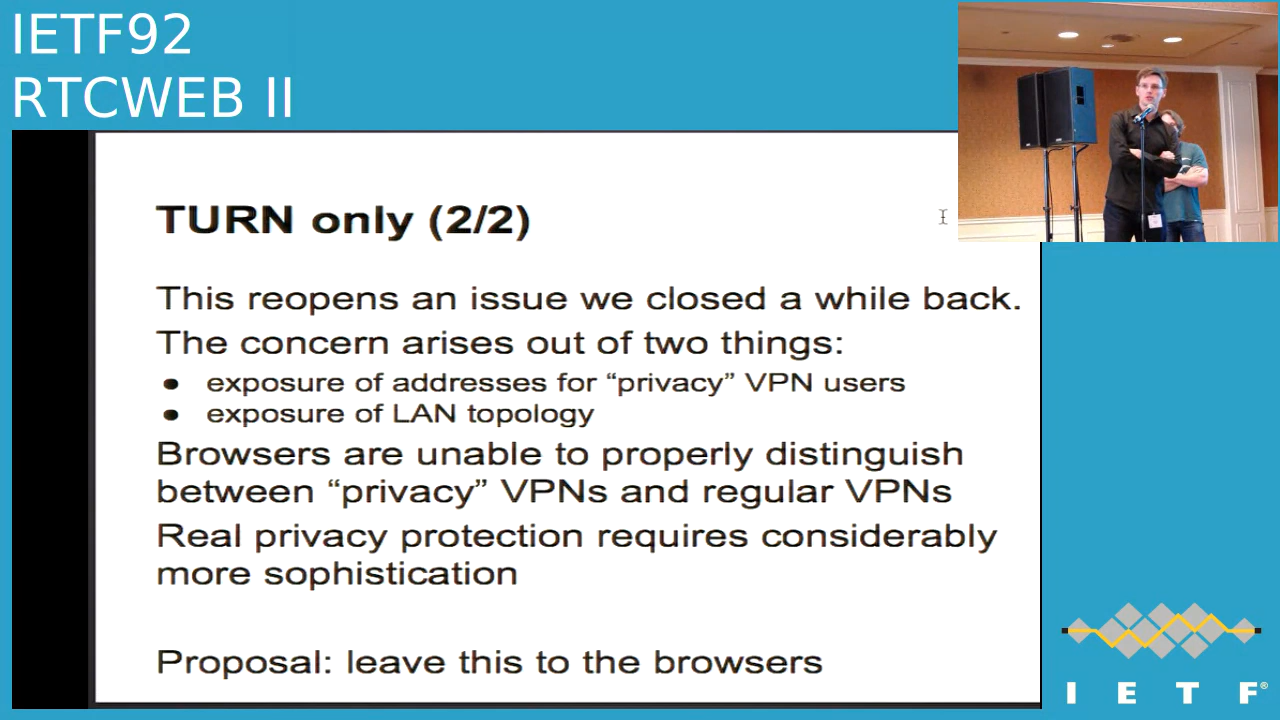 IETF92
RTCWEB II
TURN only (2/2)
This reopens an issue we closed a while back.
The concern arises out of two things:
● exposure of addresses for “privacy” VPN users
● exposure of LAN topology
Browsers are unable to properly distinguish
between “privacy” VPNs and regular VPNs
Real privacy protection requires considerably
more sophistication
Proposal: leave this to the browsers
I E T F®